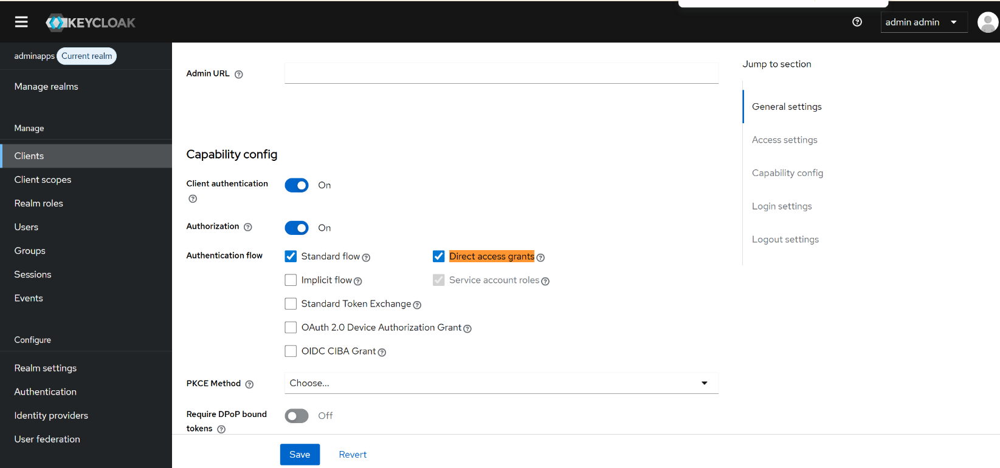 KEYCLOAK
admin admin
adminapps Current realm
Manage realms
Manage
Clients
Client scopes
Realm roles
Users
Groups
Sessions
Events
Configure
Realm settings
Authentication
Identity providers
User federation
Admin URL
Capability config
Client authentication
On
Authorization
On
Authentication flow
Standard flow
Direct access grants
Implicit flow
Service account roles
Standard Token Exchange
OAuth 2.0 Device Authorization Grant
OIDC CIBA Grant
PKCE Method
Choose...
Require DPoP bound
tokens
Off
Save
Revert
Jump to section
General settings
Access settings
Capability config
Login settings
Logout settings